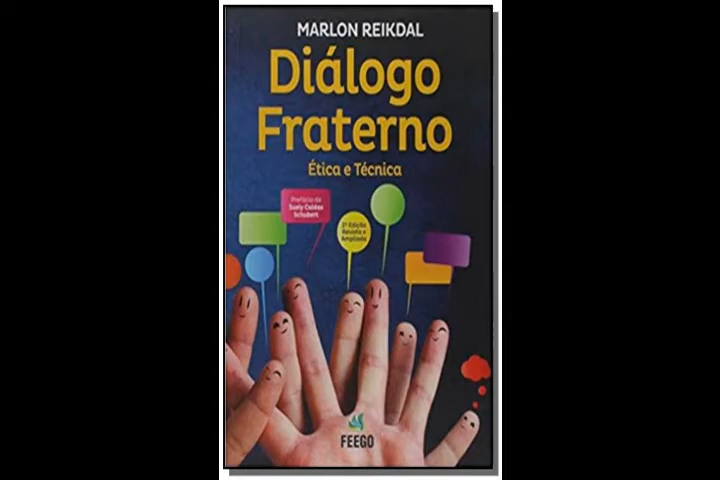 MARLON REIKDAL
Diálogo
Fraterno
Ética e Técnica
Prefácio de
Suely Caldas
Schubert
2ª Edição
Revista e
Ampliada
FEEGO